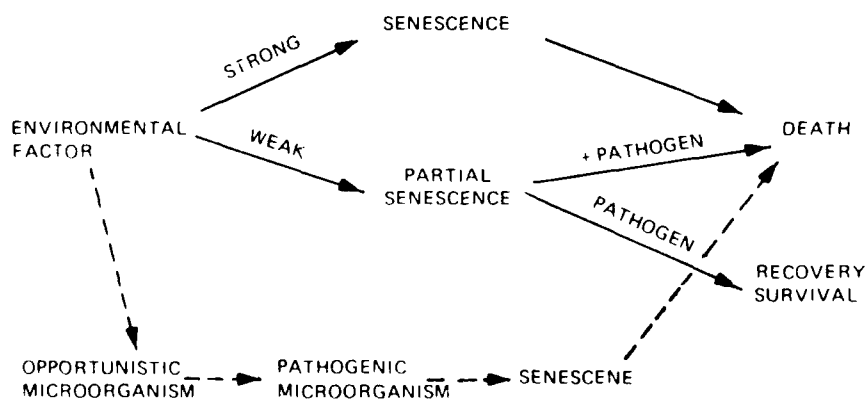 SENESCENCE
STRONG
ENVIRONMENTAL
FACTOR
WEAK
PARTIAL
SENESCENCE
+ PATHOGEN
DEATH
PATHOGEN
RECOVERY
SURVIVAL
OPPORTUNISTIC
MICROORGANISM
PATHOGENIC
MICROORGANISM
SENESCENE